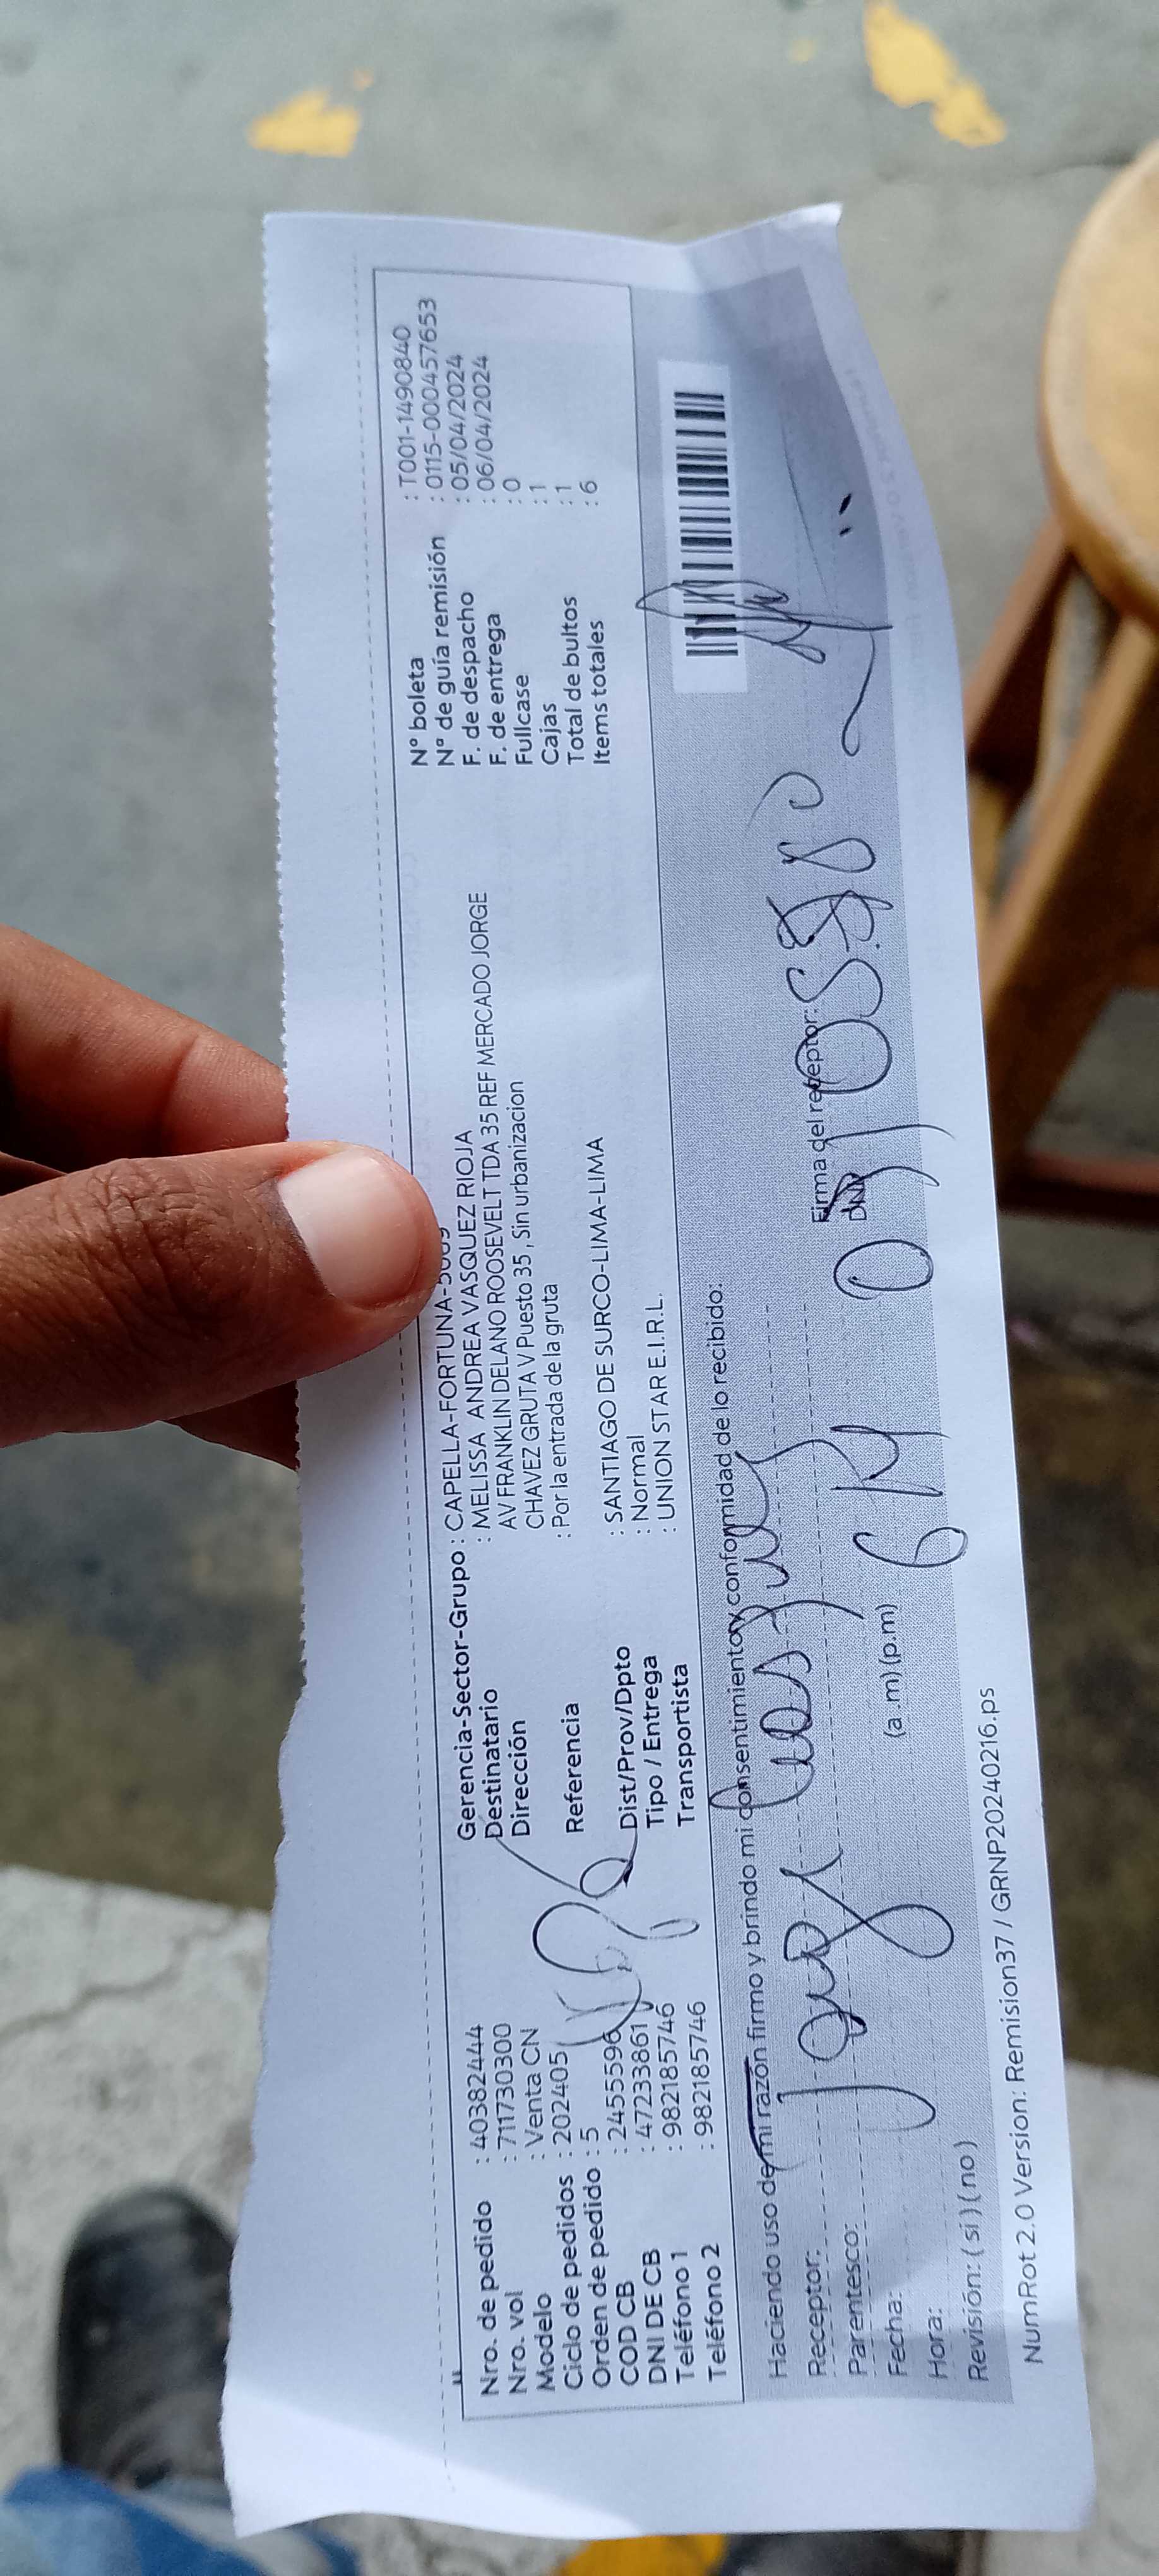 Nro. de pedido : 40382444
Nro. vol : 711730300
Modelo : Venta CN
Ciclo de pedidos : 202405
Orden de pedido : 5
COD CB : 2455596
DNI DE CB : 47233861
Teléfono 1 : 982185746
Teléfono 2 : 982185746
Gerencia-Sector-Grupo : CAPELLA-FORTUNA-
Destinatario : MELISSA ANDREA VASQUEZ RIOJA
Dirección AV FRANKLIN DELANO ROOSEVELT TDA 35 REF MERCADO JORGE
CHAVEZ GRUTA V Puesto 35 , Sin urbanizacion
Referencia : Por la entrada de la gruta
Dist/Prov/Dpto : SANTIAGO DE SURCO-LIMA-LIMA
Tipo / Entrega : Normal
Transportista : UNION STAR E.I.R.L.
N° boleta : T001-1490840
Nª de guía remisión : 0115-000457653
F. de despacho : 05/04/2024
F. de entrega : 06/04/2024
Fullcase : 0
Cajas : 1
Total de bultos : 1
Items totales : 6
Haciendo uso de mi razón firmo y brindo mi consentimiento y conformidad de lo recibido:
Receptor:
Parentesco:
Fecha:
Hora: (a.m) (p.m)
Revisión: ( si ) ( no )
Firma del receptor:
DNI
NumRot 2.0 Version: Remision37 / GRNP20240216.ps